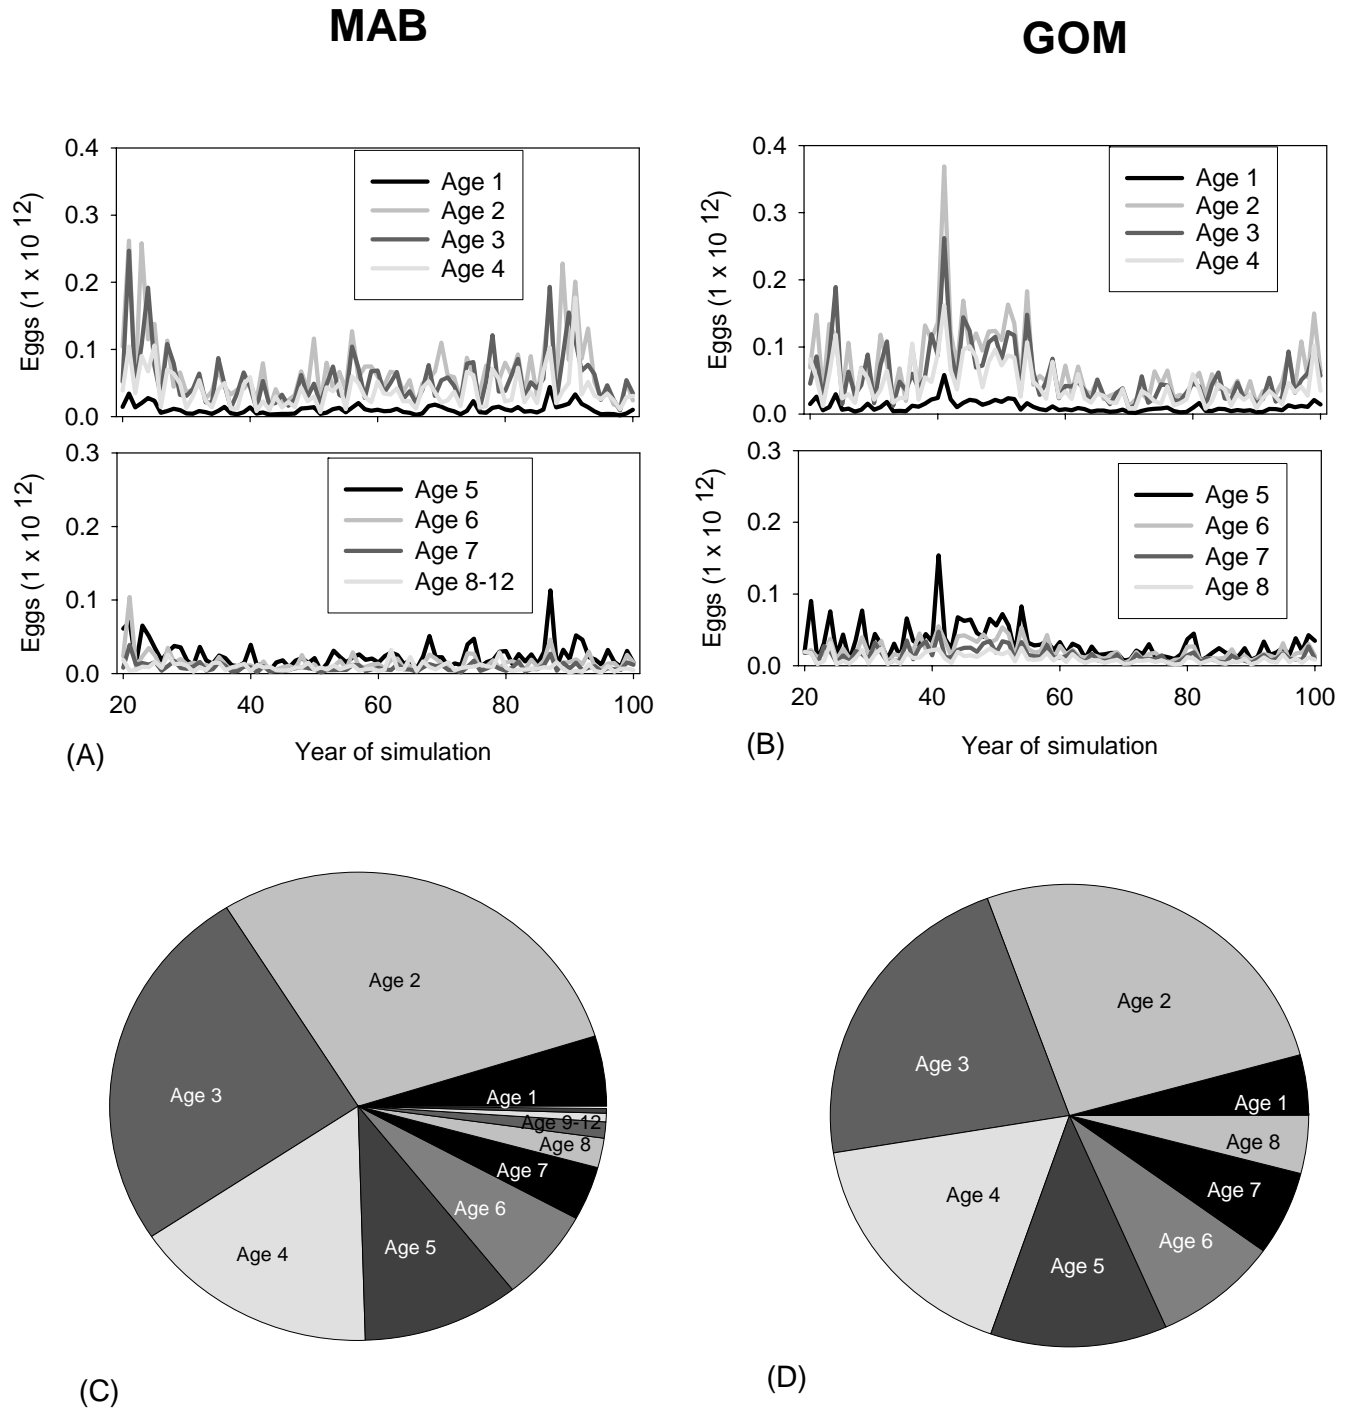 MAB
GOM
0.4
0.3
0.2
0.1
0.0
Eggs (1 x 10 12)
Age 1
Age 2
Age 3
Age 4
0.4
0.3
0.2
0.1
0.0
Eggs (1 x 10 12)
Age 1
Age 2
Age 3
Age 4
0.3
0.2
0.1
0.0
Eggs (1 x 10 12)
Age 5
Age 6
Age 7
Age 8-12
20 40 60 80 100
Year of simulation
(A)
0.3
0.2
0.1
0.0
Eggs (1 x 10 12)
Age 5
Age 6
Age 7
Age 8
20 40 60 80 100
Year of simulation
(B)
Age 2
Age 3
Age 1
Age 9-12
Age 8
Age 7
Age 6
Age 5
Age 4
(C)
Age 2
Age 3
Age 1
Age 8
Age 7
Age 4
Age 6
Age 5
(D)